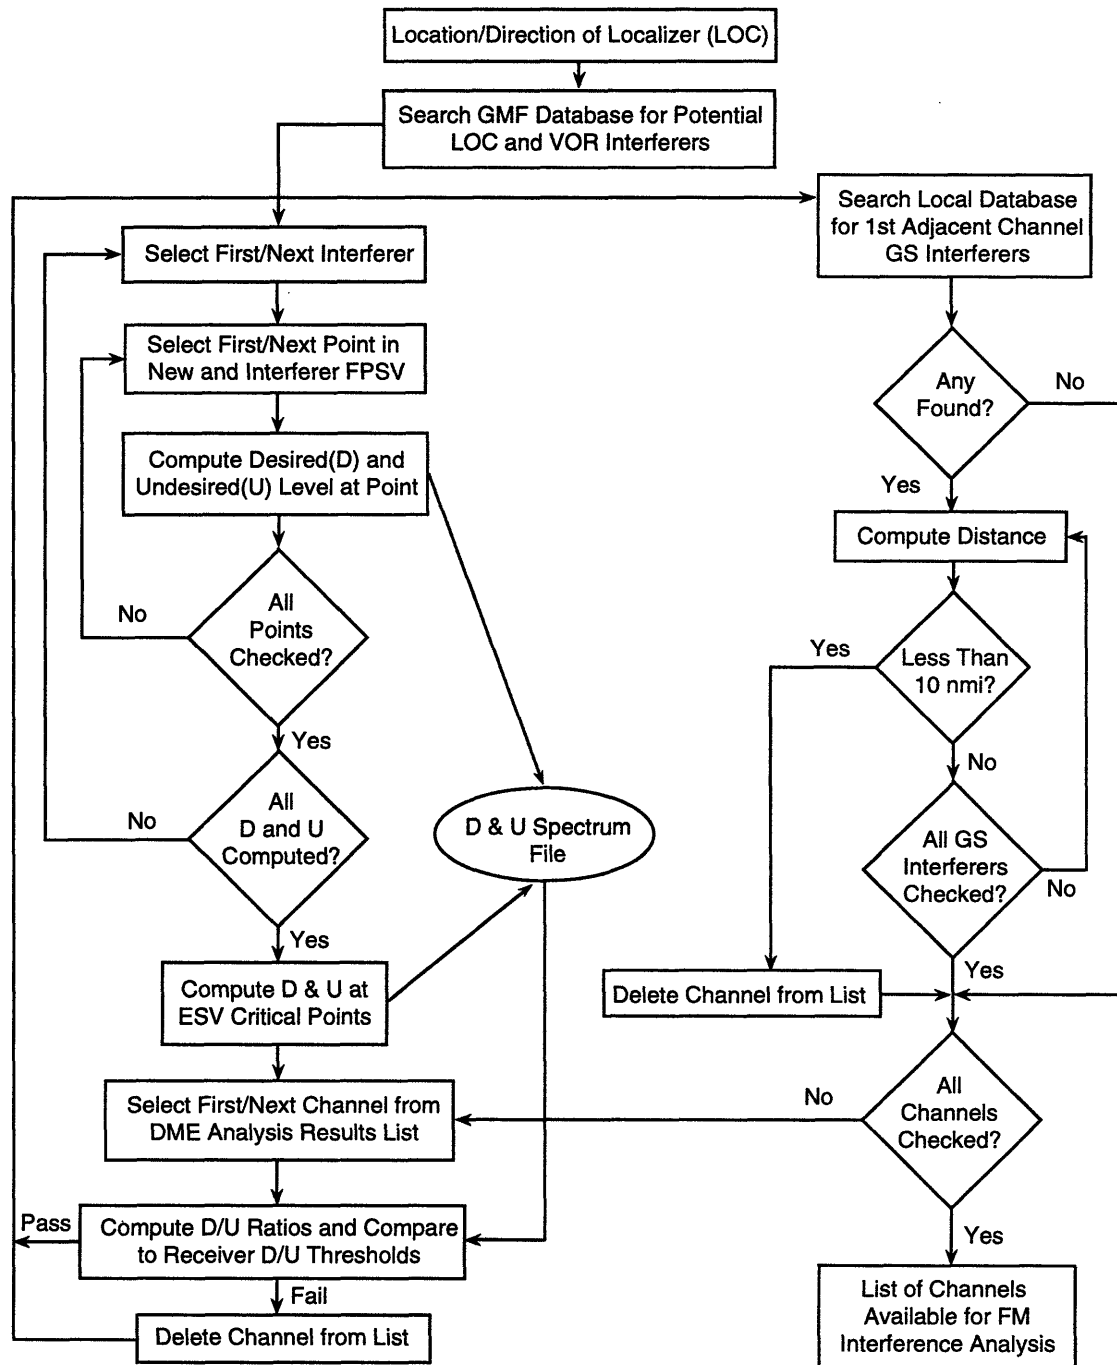 Location/Direction of Localizer (LOC)
Search GMF Database for Potential
LOC and VOR Interferers
Select First/Next Interferer
Select First/Next Point in
New and Interferer FPSV
Compute Desired(D) and
Undesired(U) Level at Point
All
Points
Checked?
No
Yes
All
D and U
Computed?
No
Yes
D & U Spectrum
File
Compute D & U at
ESV Critical Points
Select First/Next Channel from
DME Analysis Results List
Compute D/U Ratios and Compare
to Receiver D/U Thresholds
Pass
Fail
Delete Channel from List
Search Local Database
for 1st Adjacent Channel
GS Interferers
Any
Found?
No
Yes
Compute Distance
Less Than
10 nmi?
Yes
No
All GS
Interferers
Checked?
No
Yes
Delete Channel from List
All
Channels
Checked?
No
Yes
List of Channels
Available for FM
Interference Analysis